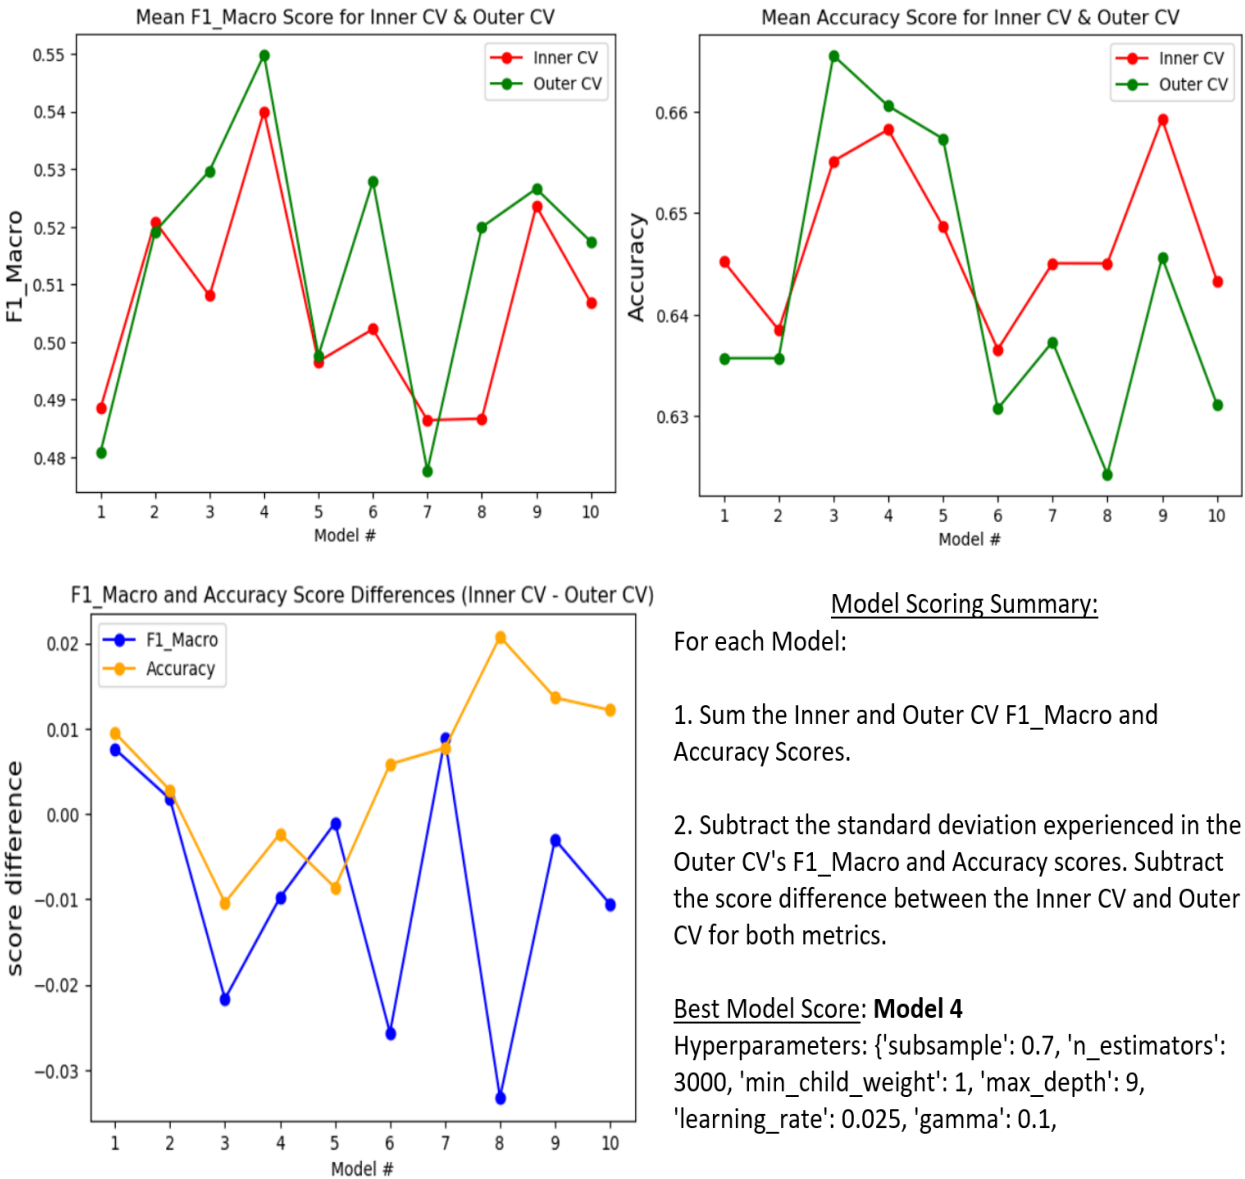 Mean F1_Macro Score for Inner CV & Outer CV
Inner CV
Outer CV
F1_Macro
0.55
0.54
0.53
0.52
0.51
0.50
0.49
0.48
1 2 3 4 5 6 7 8 9 10
Model #
Mean Accuracy Score for Inner CV & Outer CV
Inner CV
Outer CV
Accuracy
0.66
0.65
0.64
0.63
1 2 3 4 5 6 7 8 9 10
Model #
F1_Macro and Accuracy Score Differences (Inner CV - Outer CV)
F1_Macro
Accuracy
score difference
0.02
0.01
0.00
−0.01
−0.02
−0.03
1 2 3 4 5 6 7 8 9 10
Model #
Model Scoring Summary:
For each Model:
1. Sum the Inner and Outer CV F1_Macro and
Accuracy Scores.
2. Subtract the standard deviation experienced in the
Outer CV's F1_Macro and Accuracy scores. Subtract
the score difference between the Inner CV and Outer
CV for both metrics.
Best Model Score: Model 4
Hyperparameters: {'subsample': 0.7, 'n_estimators':
3000, 'min_child_weight': 1, 'max_depth': 9,
'learning_rate': 0.025, 'gamma': 0.1,